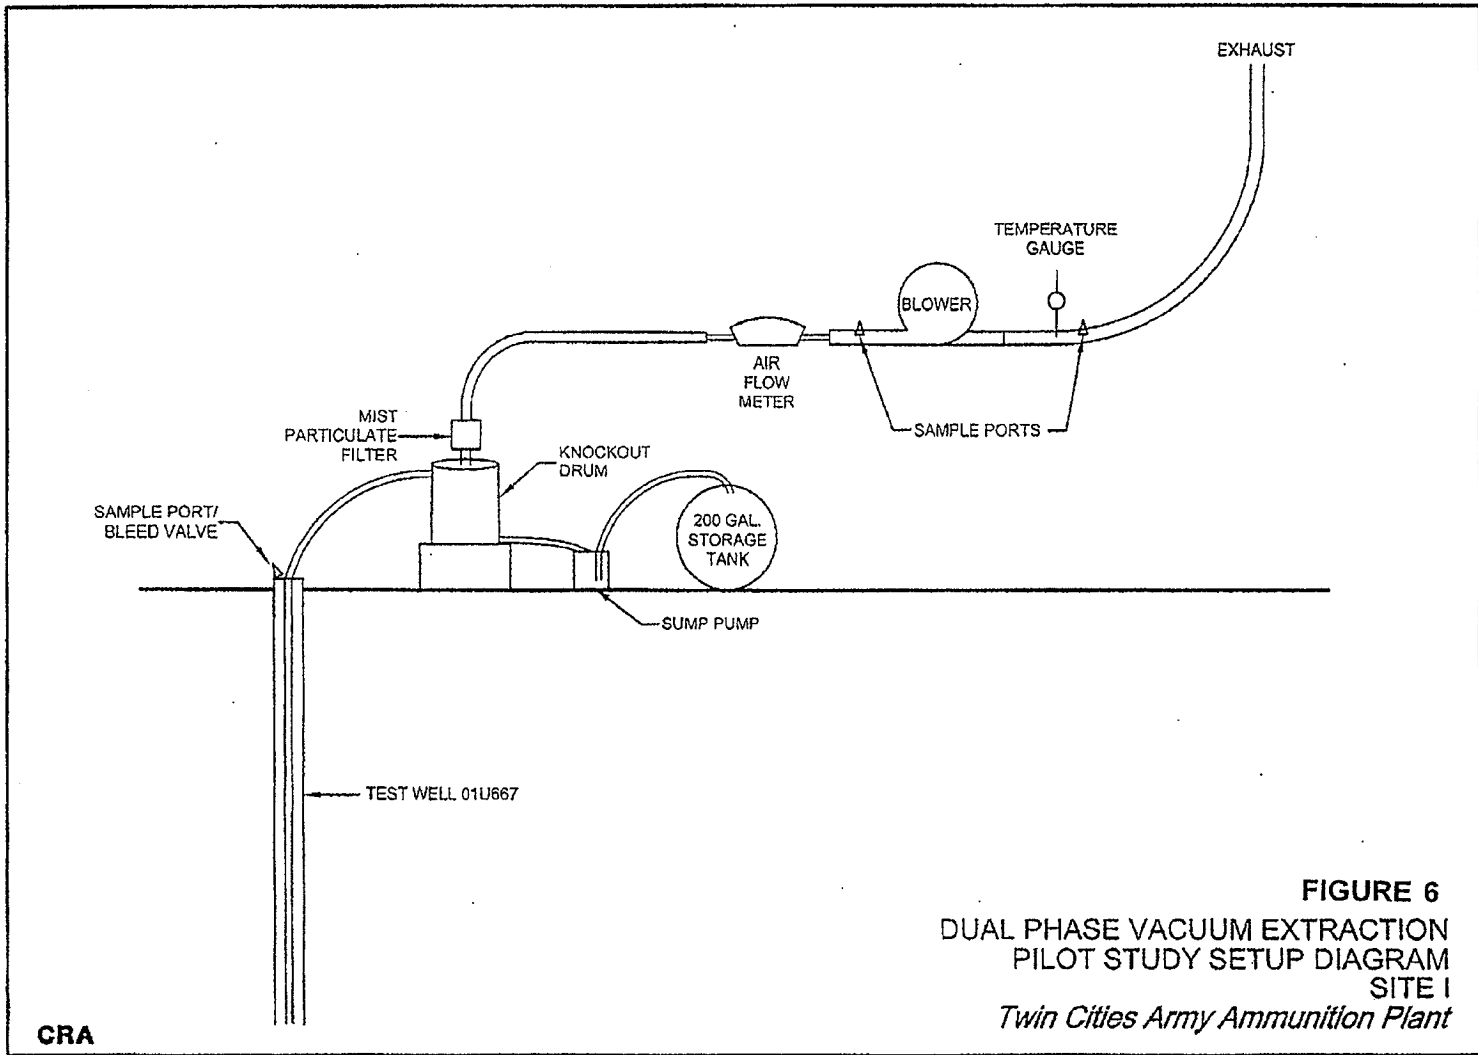 EXHAUST
TEMPERATURE
GAUGE
BLOWER
AIR
FLOW
METER
SAMPLE PORTS
MIST
PARTICULATE
FILTER
KNOCKOUT
DRUM
SAMPLE PORT/
BLEED VALVE
200 GAL.
STORAGE
TANK
SUMP PUMP
TEST WELL 01U667
FIGURE 6
DUAL PHASE VACUUM EXTRACTION
PILOT STUDY SETUP DIAGRAM
SITE I
Twin Cities Army Ammunition Plant
CRA